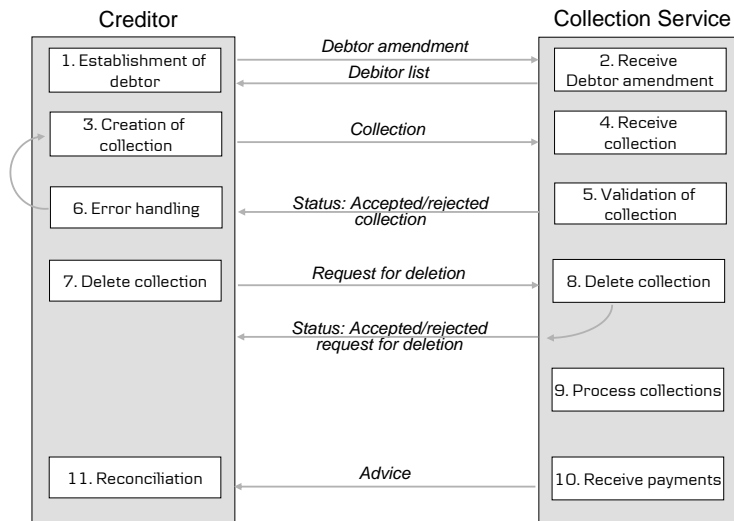 Creditor
Collection Service
1. Establishment of
debtor
Debtor amendment
Debitor list
2. Receive
Debtor amendment
3. Creation of
collection
Collection
4. Receive
collection
6. Error handling
Status: Accepted/rejected
collection
5. Validation of
collection
7. Delete collection
Request for deletion
8. Delete collection
Status: Accepted/rejected
request for deletion
9. Process collections
11. Reconciliation
Advice
10. Receive payments